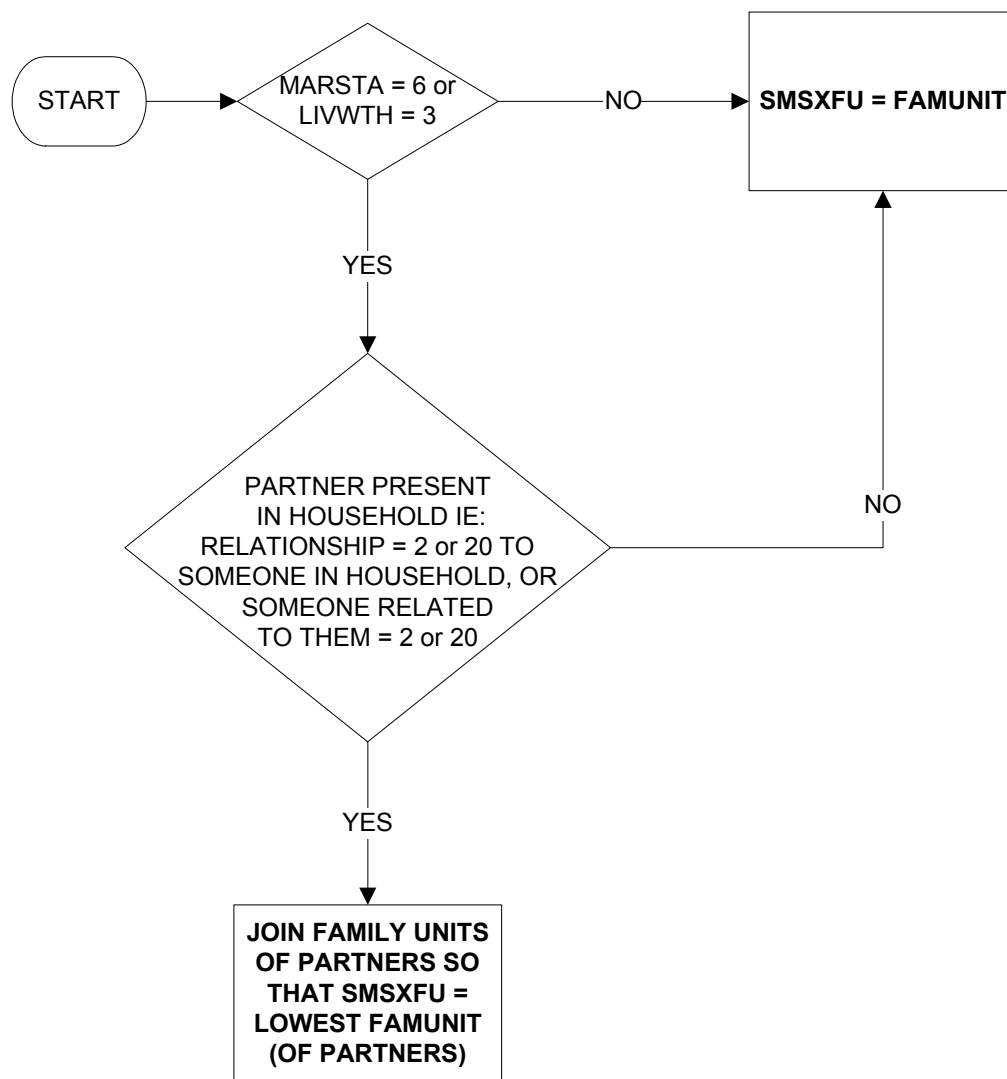 START
MARSTA = 6 or
LIVWTH = 3
NO
SMSXFU = FAMUNIT
YES
PARTNER PRESENT
IN HOUSEHOLD IE:
RELATIONSHIP = 2 or 20 TO
SOMEONE IN HOUSEHOLD, OR
SOMEONE RELATED
TO THEM = 2 or 20
NO
YES
JOIN FAMILY UNITS
OF PARTNERS SO
THAT SMSXFU =
LOWEST FAMUNIT
(OF PARTNERS)